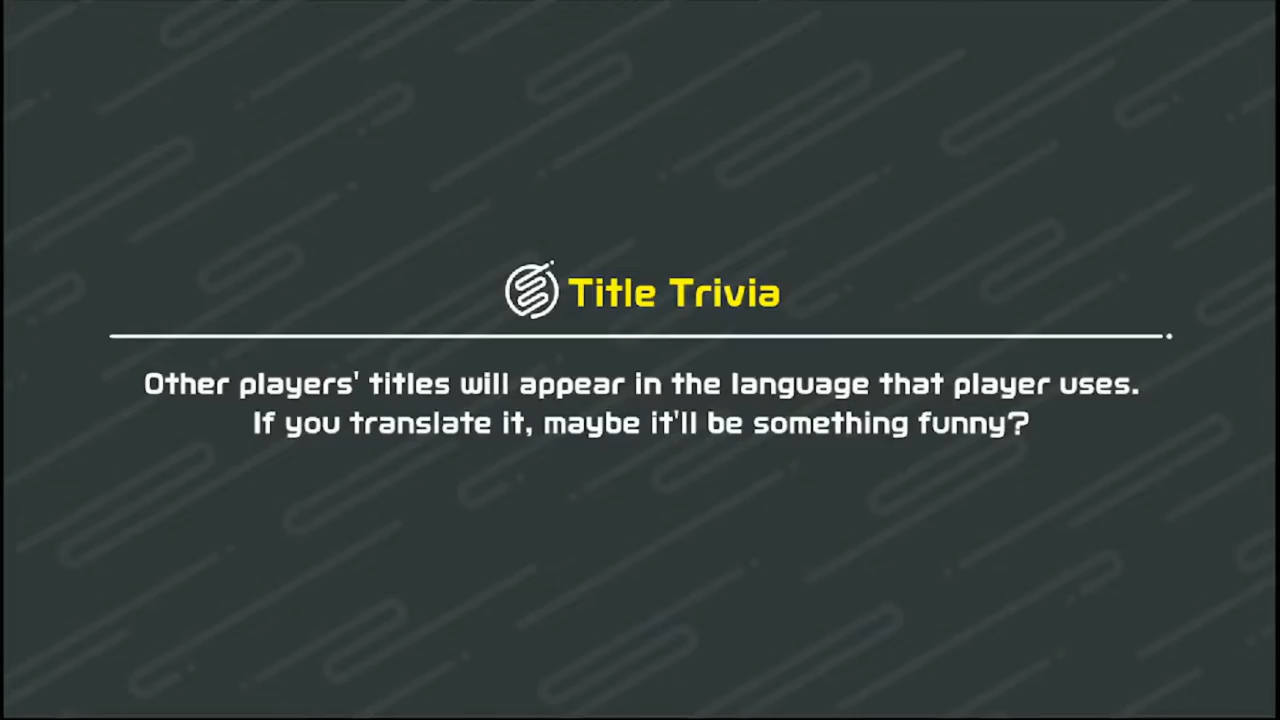 Title Trivia
Other players' titles will appear in the language that player uses.
If you translate it, maybe it'll be something funny?